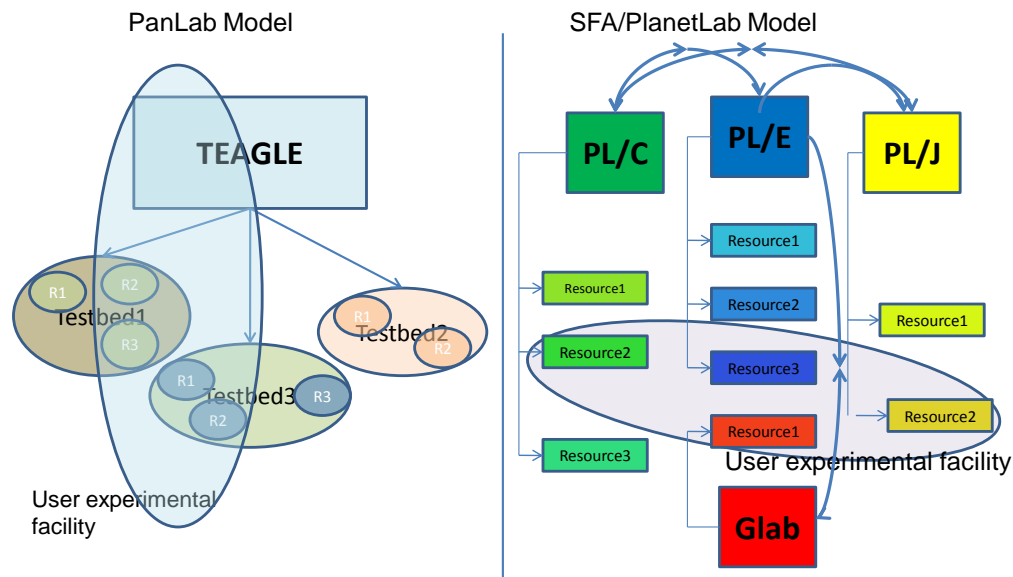 PanLab Model
TEAGLE
R1
R2
Testbed1
R3
R1
Testbed2
R2
R1
Testbed3
R3
R2
User experimental
facility
SFA/PlanetLab Model
PL/C
PL/E
PL/J
Resource1
Resource1
Resource2
Resource1
Resource2
Resource3
Resource2
Resource1
Resource3
User experimental facility
Glab